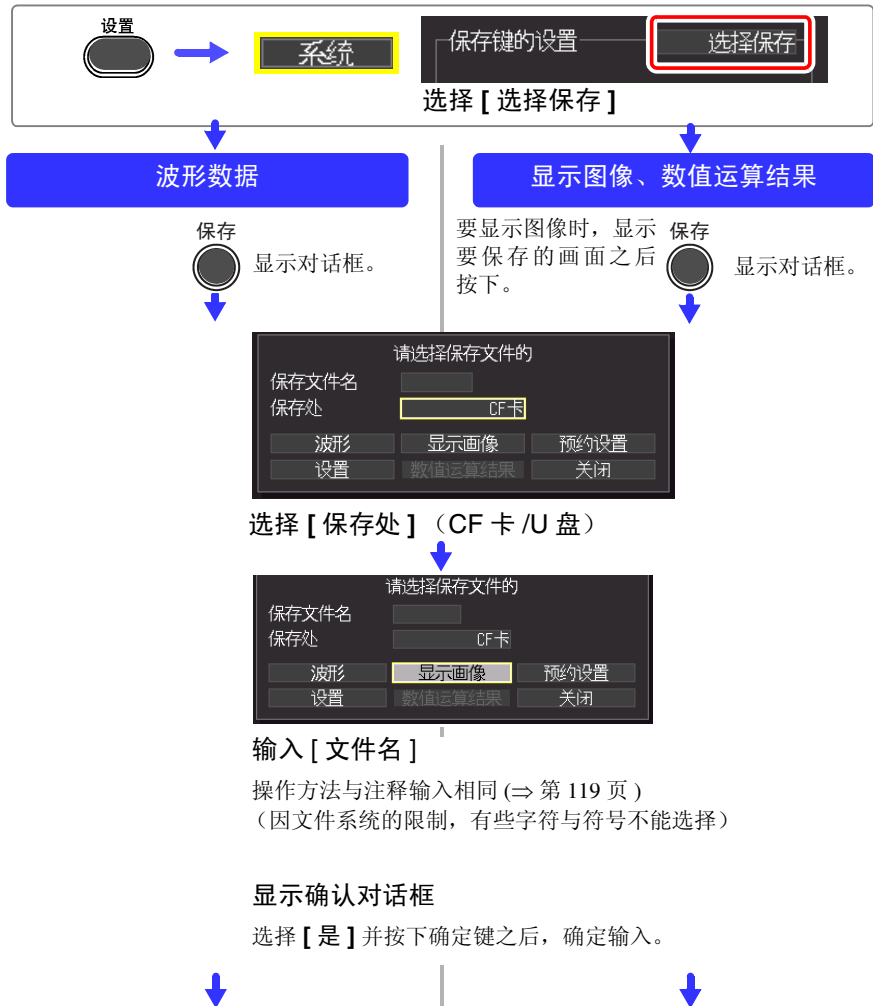 设置
系统
保存键的设置
选择保存
选择 [ 选择保存 ]
波形数据
显示图像、数值运算结果
保存
显示对话框。
要显示图像时，显示
要保存的画面之后
按下。
保存
显示对话框。
请选择保存文件的
保存文件名
保存处 CF卡
波形 显示画像 预约设置
设置 数值运算结果 关闭
选择 [ 保存处 ]（CF 卡 /U 盘）
请选择保存文件的
保存文件名
保存处 CF卡
波形 显示画像 预约设置
设置 数值运算结果 关闭
输入 [ 文件名 ]
操作方法与注释输入相同 (⇒ 第 119 页 )
（因文件系统的限制，有些字符与符号不能选择）
显示确认对话框
选择 [ 是 ] 并按下确定键之后，确定输入。